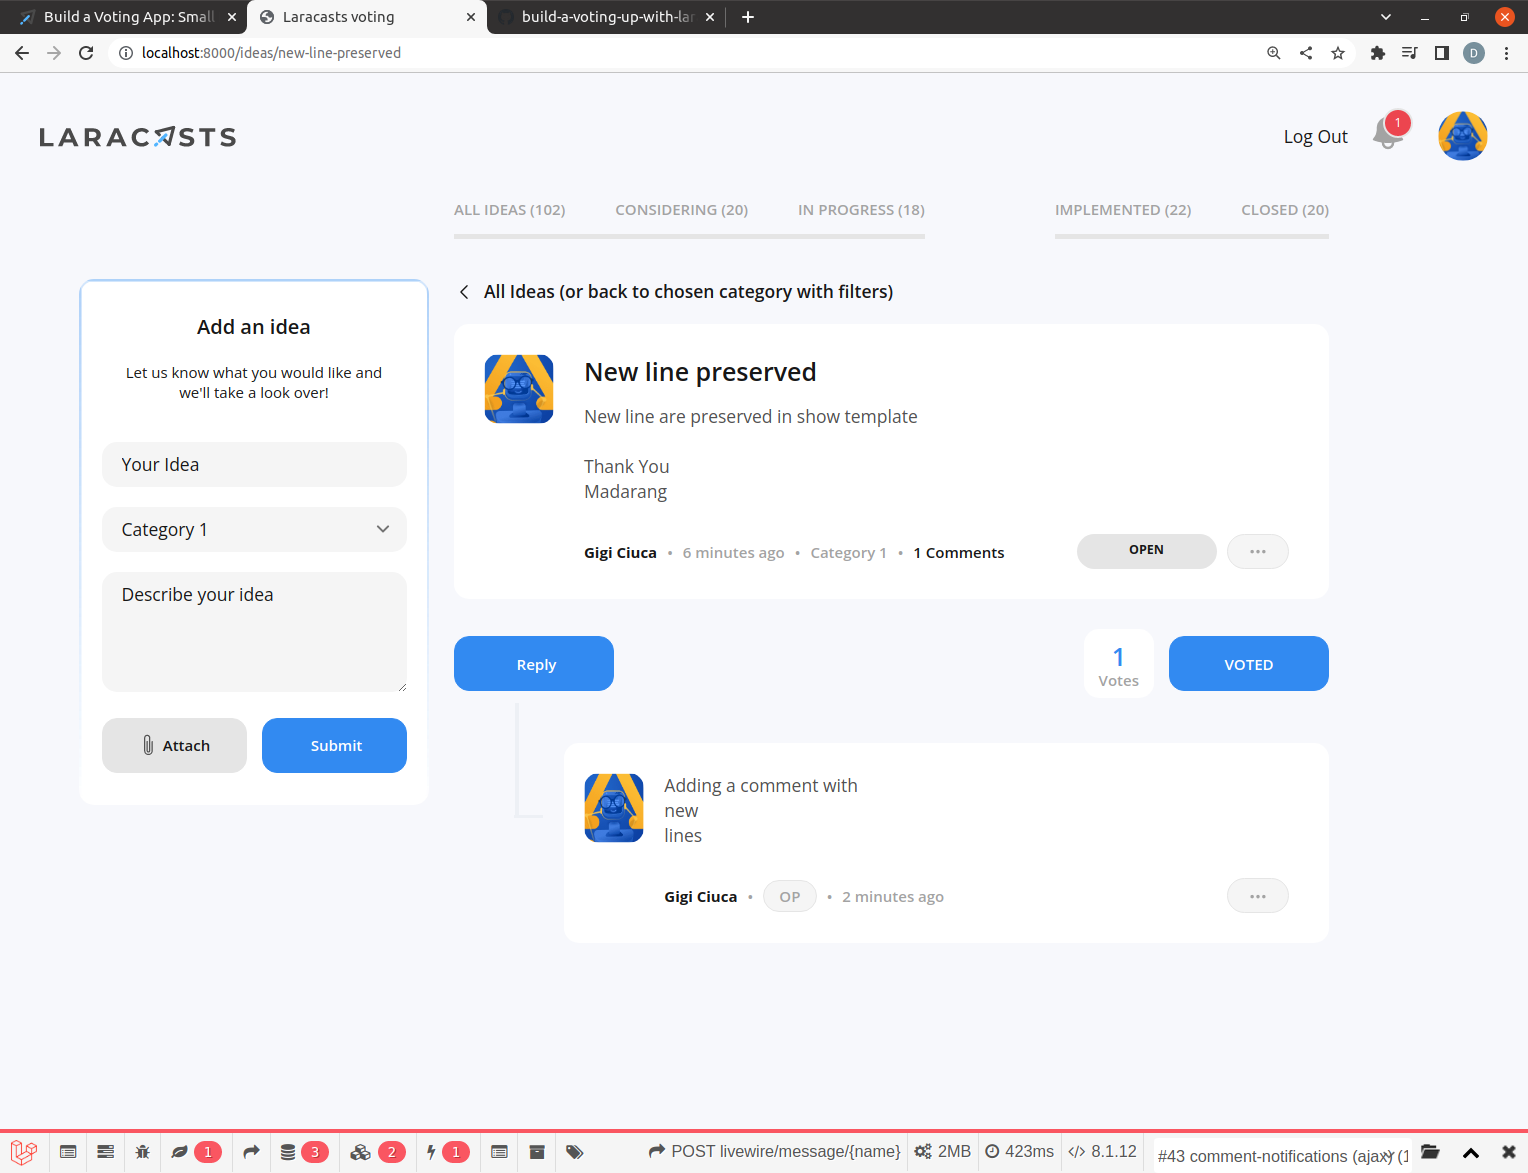 Build a Voting App: Small
Laracasts voting
build-a-voting-up-with-lar
localhost:8000/ideas/new-line-preserved
D
LARACASTS
Log Out
1
ALL IDEAS (102)
CONSIDERING (20)
IN PROGRESS (18)
IMPLEMENTED (22)
CLOSED (20)
All Ideas (or back to chosen category with filters)
Add an idea
Let us know what you would like and
we'll take a look over!
Your Idea
Category 1
Describe your idea
Attach
Submit
New line preserved
New line are preserved in show template
Thank You
Madarang
Gigi Ciuca • 6 minutes ago • Category 1 • 1 Comments
OPEN
Reply
1
Votes
VOTED
Adding a comment with
new
lines
Gigi Ciuca • OP • 2 minutes ago
1
3
2
1
POST livewire/message/{name}
2MB
423ms
8.1.12
#43 comment-notifications (ajax) (1